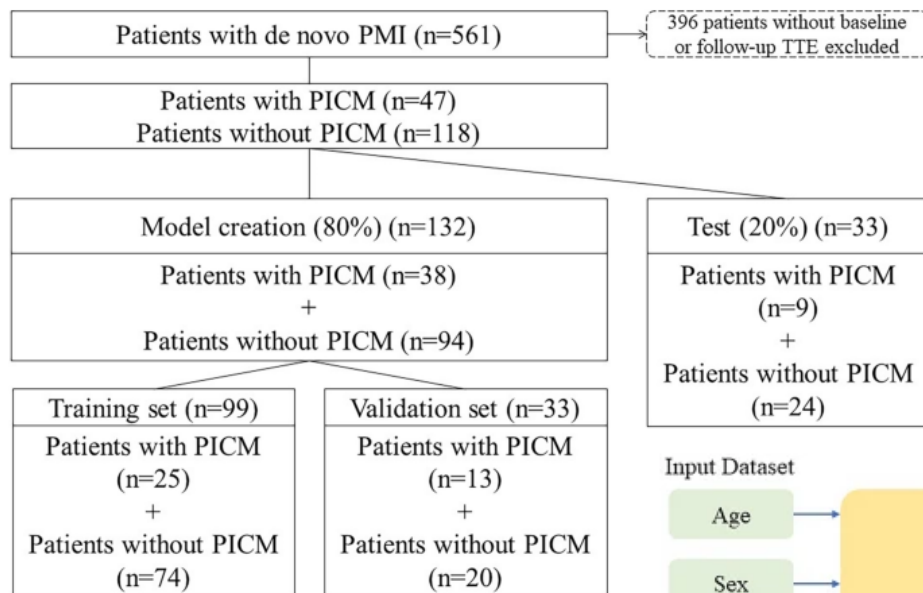 Patients with de novo PMI (n=561)
396 patients without baseline
or follow-up TTE excluded
Patients with PICM (n=47)
Patients without PICM (n=118)
Model creation (80%) (n=132)
Patients with PICM (n=38)
+
Patients without PICM (n=94)
Test (20%) (n=33)
Patients with PICM
(n=9)
+
Patients without PICM
(n=24)
Training set (n=99)
Patients with PICM
(n=25)
+
Patients without PICM
(n=74)
Validation set (n=33)
Patients with PICM
(n=13)
+
Patients without PICM
(n=20)
Input Dataset
Age
Sex